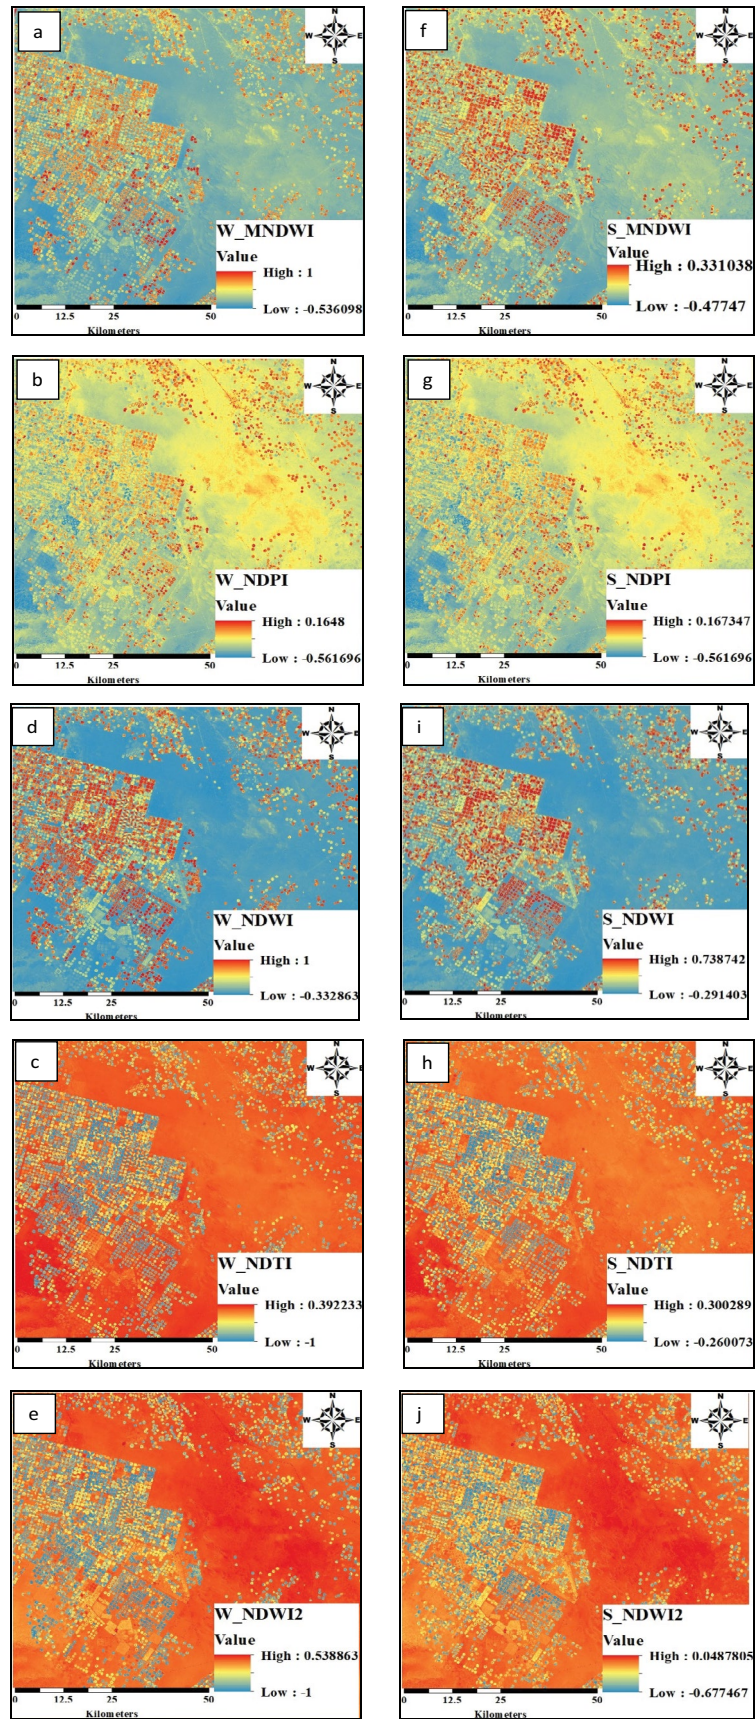 a
N
W E
S
W_MNDWI
Value
High : 1
Low : -0.536098
0 12.5 25 50
Kilometers
f
N
W E
S
S_MNDWI
Value
High : 0.331038
Low : -0.47747
0 12.5 25 50
Kilometers
b
N
W E
S
W_NDPI
Value
High : 0.1648
Low : -0.561696
0 12.5 25 50
Kilometers
g
N
W E
S
S_NDPI
Value
High : 0.167347
Low : -0.561696
0 12.5 25 50
Kilometers
d
N
W E
S
W_NDWI
Value
High : 1
Low : -0.332863
0 12.5 25 50
Kilometers
i
N
W E
S
S_NDWI
Value
High : 0.738742
Low : -0.291403
0 12.5 25 50
Kilometers
c
N
W E
S
W_NDTI
Value
High : 0.392233
Low : -1
0 12.5 25 50
Kilometers
h
N
W E
S
S_NDTI
Value
High : 0.300289
Low : -0.260073
0 12.5 25 50
Kilometers
e
N
W E
S
W_NDWI2
Value
High : 0.538863
Low : -1
0 12.5 25 50
Kilometers
j
N
W E
S
S_NDWI2
Value
High : 0.0487805
Low : -0.677467
0 12.5 25 50
Kilometers